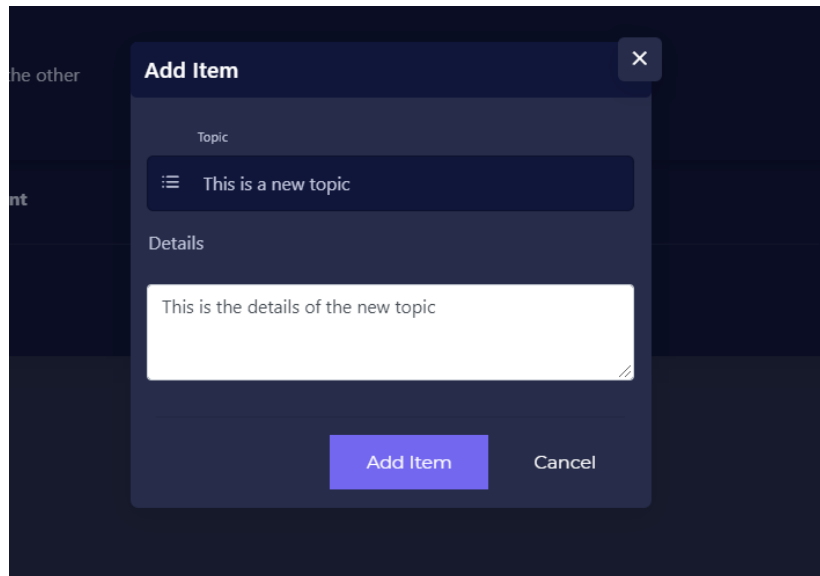 the other
Add Item
Topic
This is a new topic
nt
Details
This is the details of the new topic
Add Item
Cancel